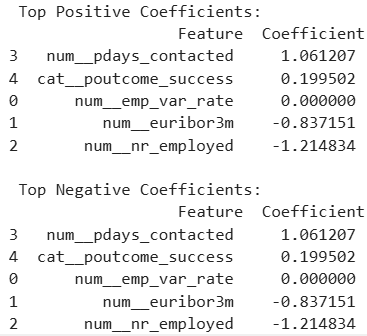 Top Positive Coefficients:
Feature Coefficient
3 num__pdays_contacted 1.061207
4 cat__poutcome_success 0.199502
0 num__emp_var_rate 0.000000
1 num__euribor3m -0.837151
2 num__nr_employed -1.214834
Top Negative Coefficients:
Feature Coefficient
3 num__pdays_contacted 1.061207
4 cat__poutcome_success 0.199502
0 num__emp_var_rate 0.000000
1 num__euribor3m -0.837151
2 num__nr_employed -1.214834